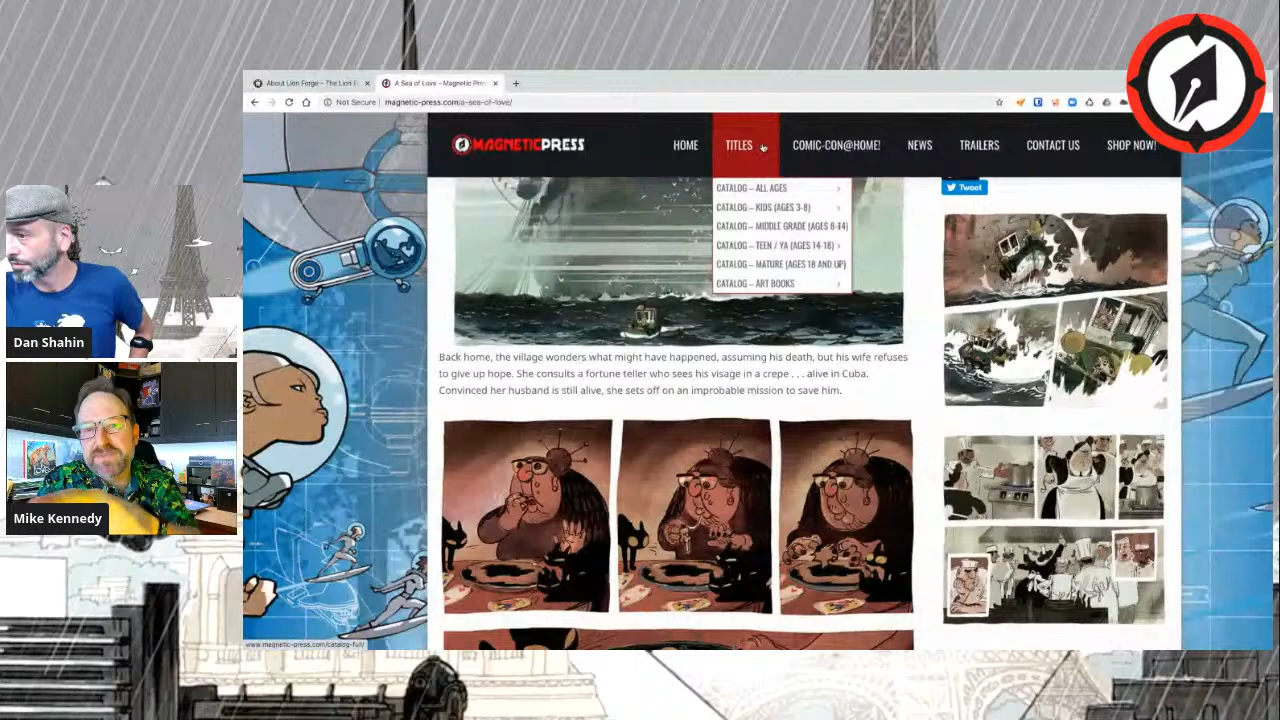 About Lion Forge – The Lion F
A Sea of Love – Magnetic Pres
Not Secure
magnetic-press.com/a-sea-of-love/
MAGNETICPRESS
HOME
TITLES
COMIC-CON@HOME!
NEWS
TRAILERS
CONTACT US
SHOP NOW!
CATALOG – ALL AGES
CATALOG – KIDS (AGES 3-8)
CATALOG – MIDDLE GRADE (AGES 8-14)
CATALOG – TEEN / YA (AGES 14-18)
CATALOG – MATURE (AGES 18 AND UP)
CATALOG – ART BOOKS
Tweet
Back home, the village wonders what might have happened, assuming his death, but his wife refuses
to give up hope. She consults a fortune teller who sees his visage in a crepe . . . alive in Cuba.
Convinced her husband is still alive, she sets off on an improbable mission to save him.
www.magnetic-press.com/catalog-full/
Dan Shahin
Mike Kennedy